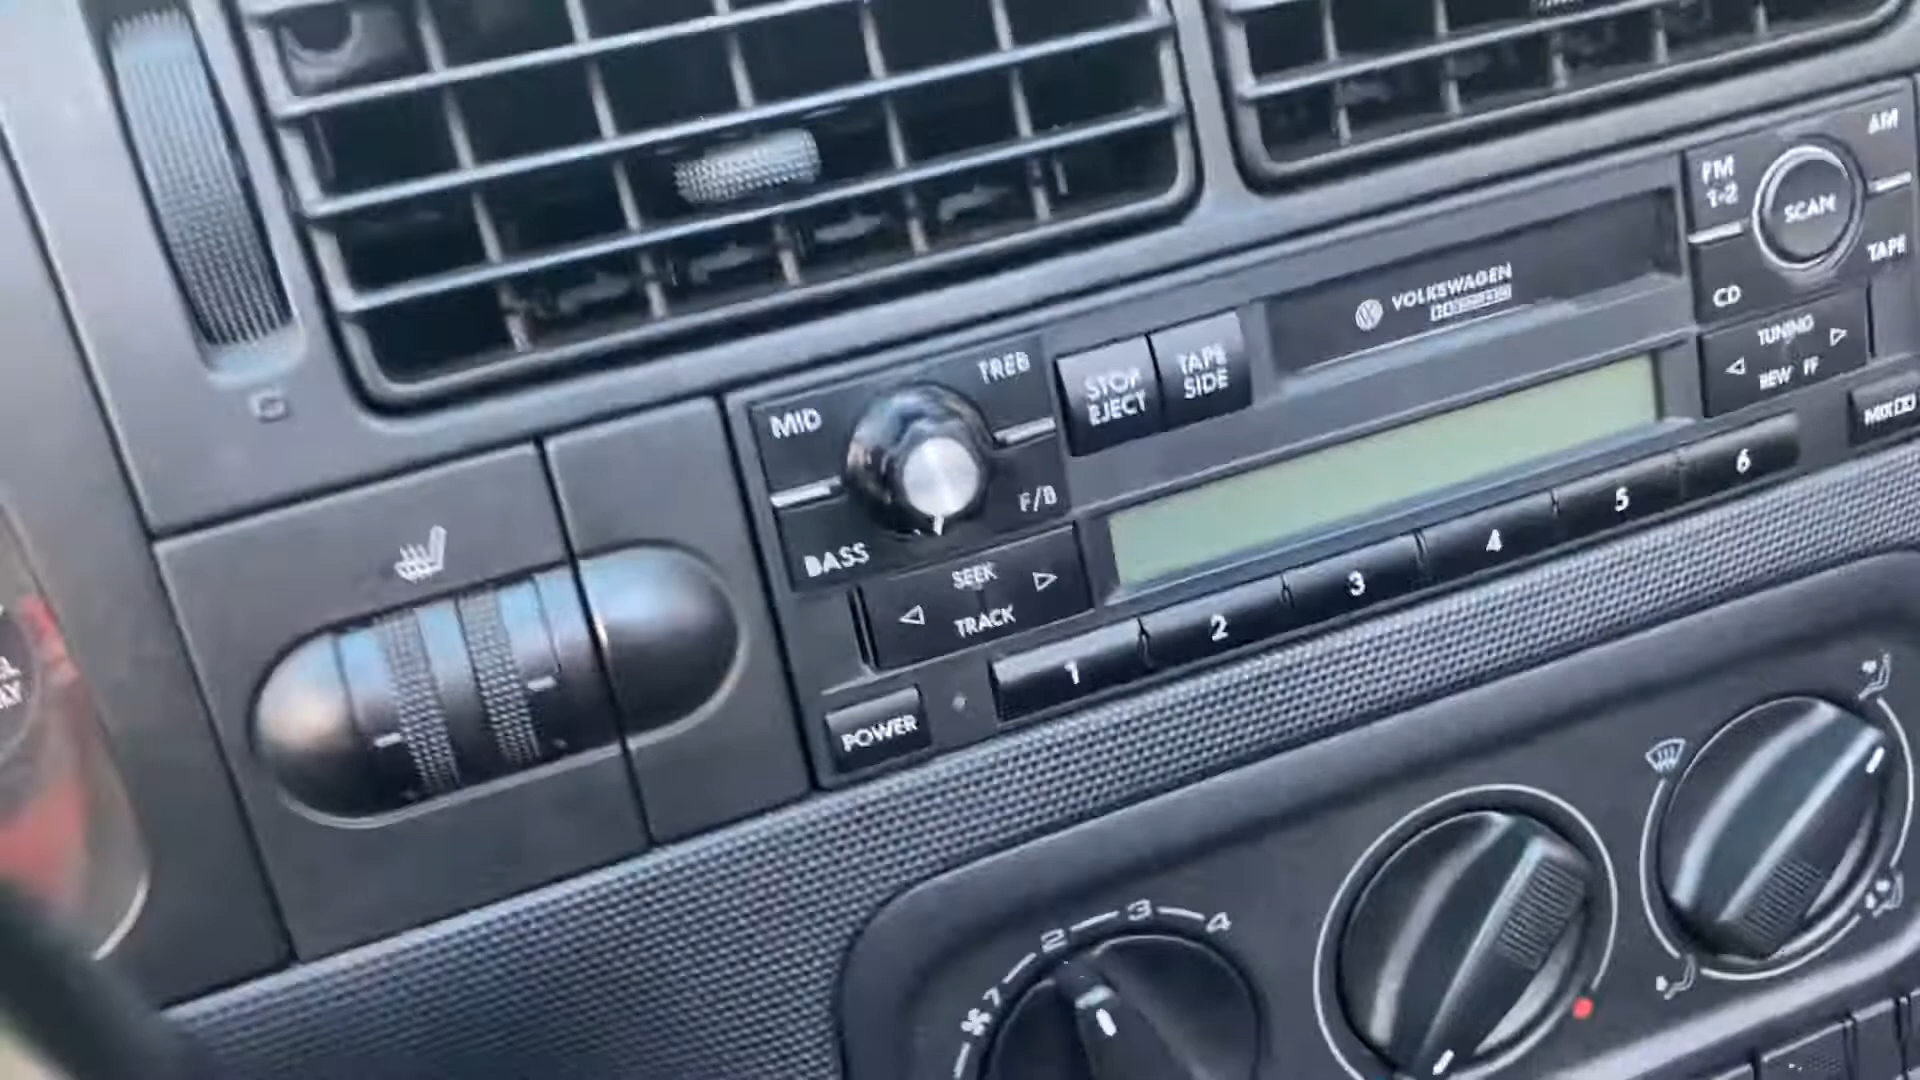 AM
FM
1-2
SCAN
TAPE
CD
VOLKSWAGEN
TUNING
REW FF
MIX
TREB
MID
STOP
EJECT
TAPE
SIDE
F/B
BASS
SEEK
TRACK
1
2
3
4
5
6
POWER
2
3
4